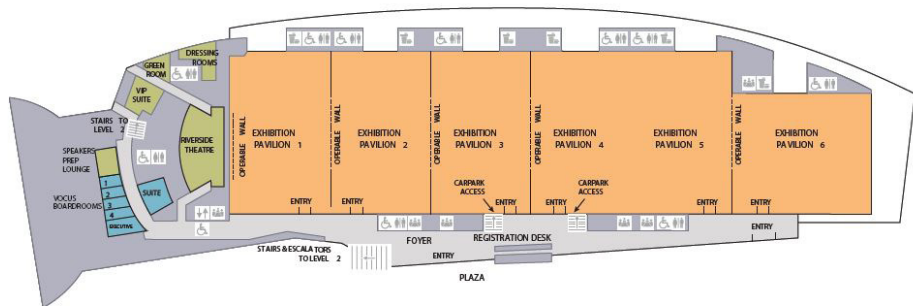 DRESSING
ROOMS
GREEN
ROOM
VIP
SUITE
STAIRS TO
LEVEL 2
RIVERSIDE
THEATRE
SPEAKERS
PREP
LOUNGE
VOCUS
BOARDROOMS
1
2
3
4
EXECUTIVE
SUITE
OPERABLE WALL
EXHIBITION
PAVILION 1
OPERABLE WALL
EXHIBITION
PAVILION 2
OPERABLE WALL
EXHIBITION
PAVILION 3
OPERABLE WALL
EXHIBITION
PAVILION 4
EXHIBITION
PAVILION 5
OPERABLE WALL
EXHIBITION
PAVILION 6
CARPARK
ACCESS
CARPARK
ACCESS
ENTRY
ENTRY
ENTRY
ENTRY
ENTRY
ENTRY
FOYER
REGISTRATION DESK
STAIRS & ESCALATORS
TO LEVEL 2
ENTRY
PLAZA